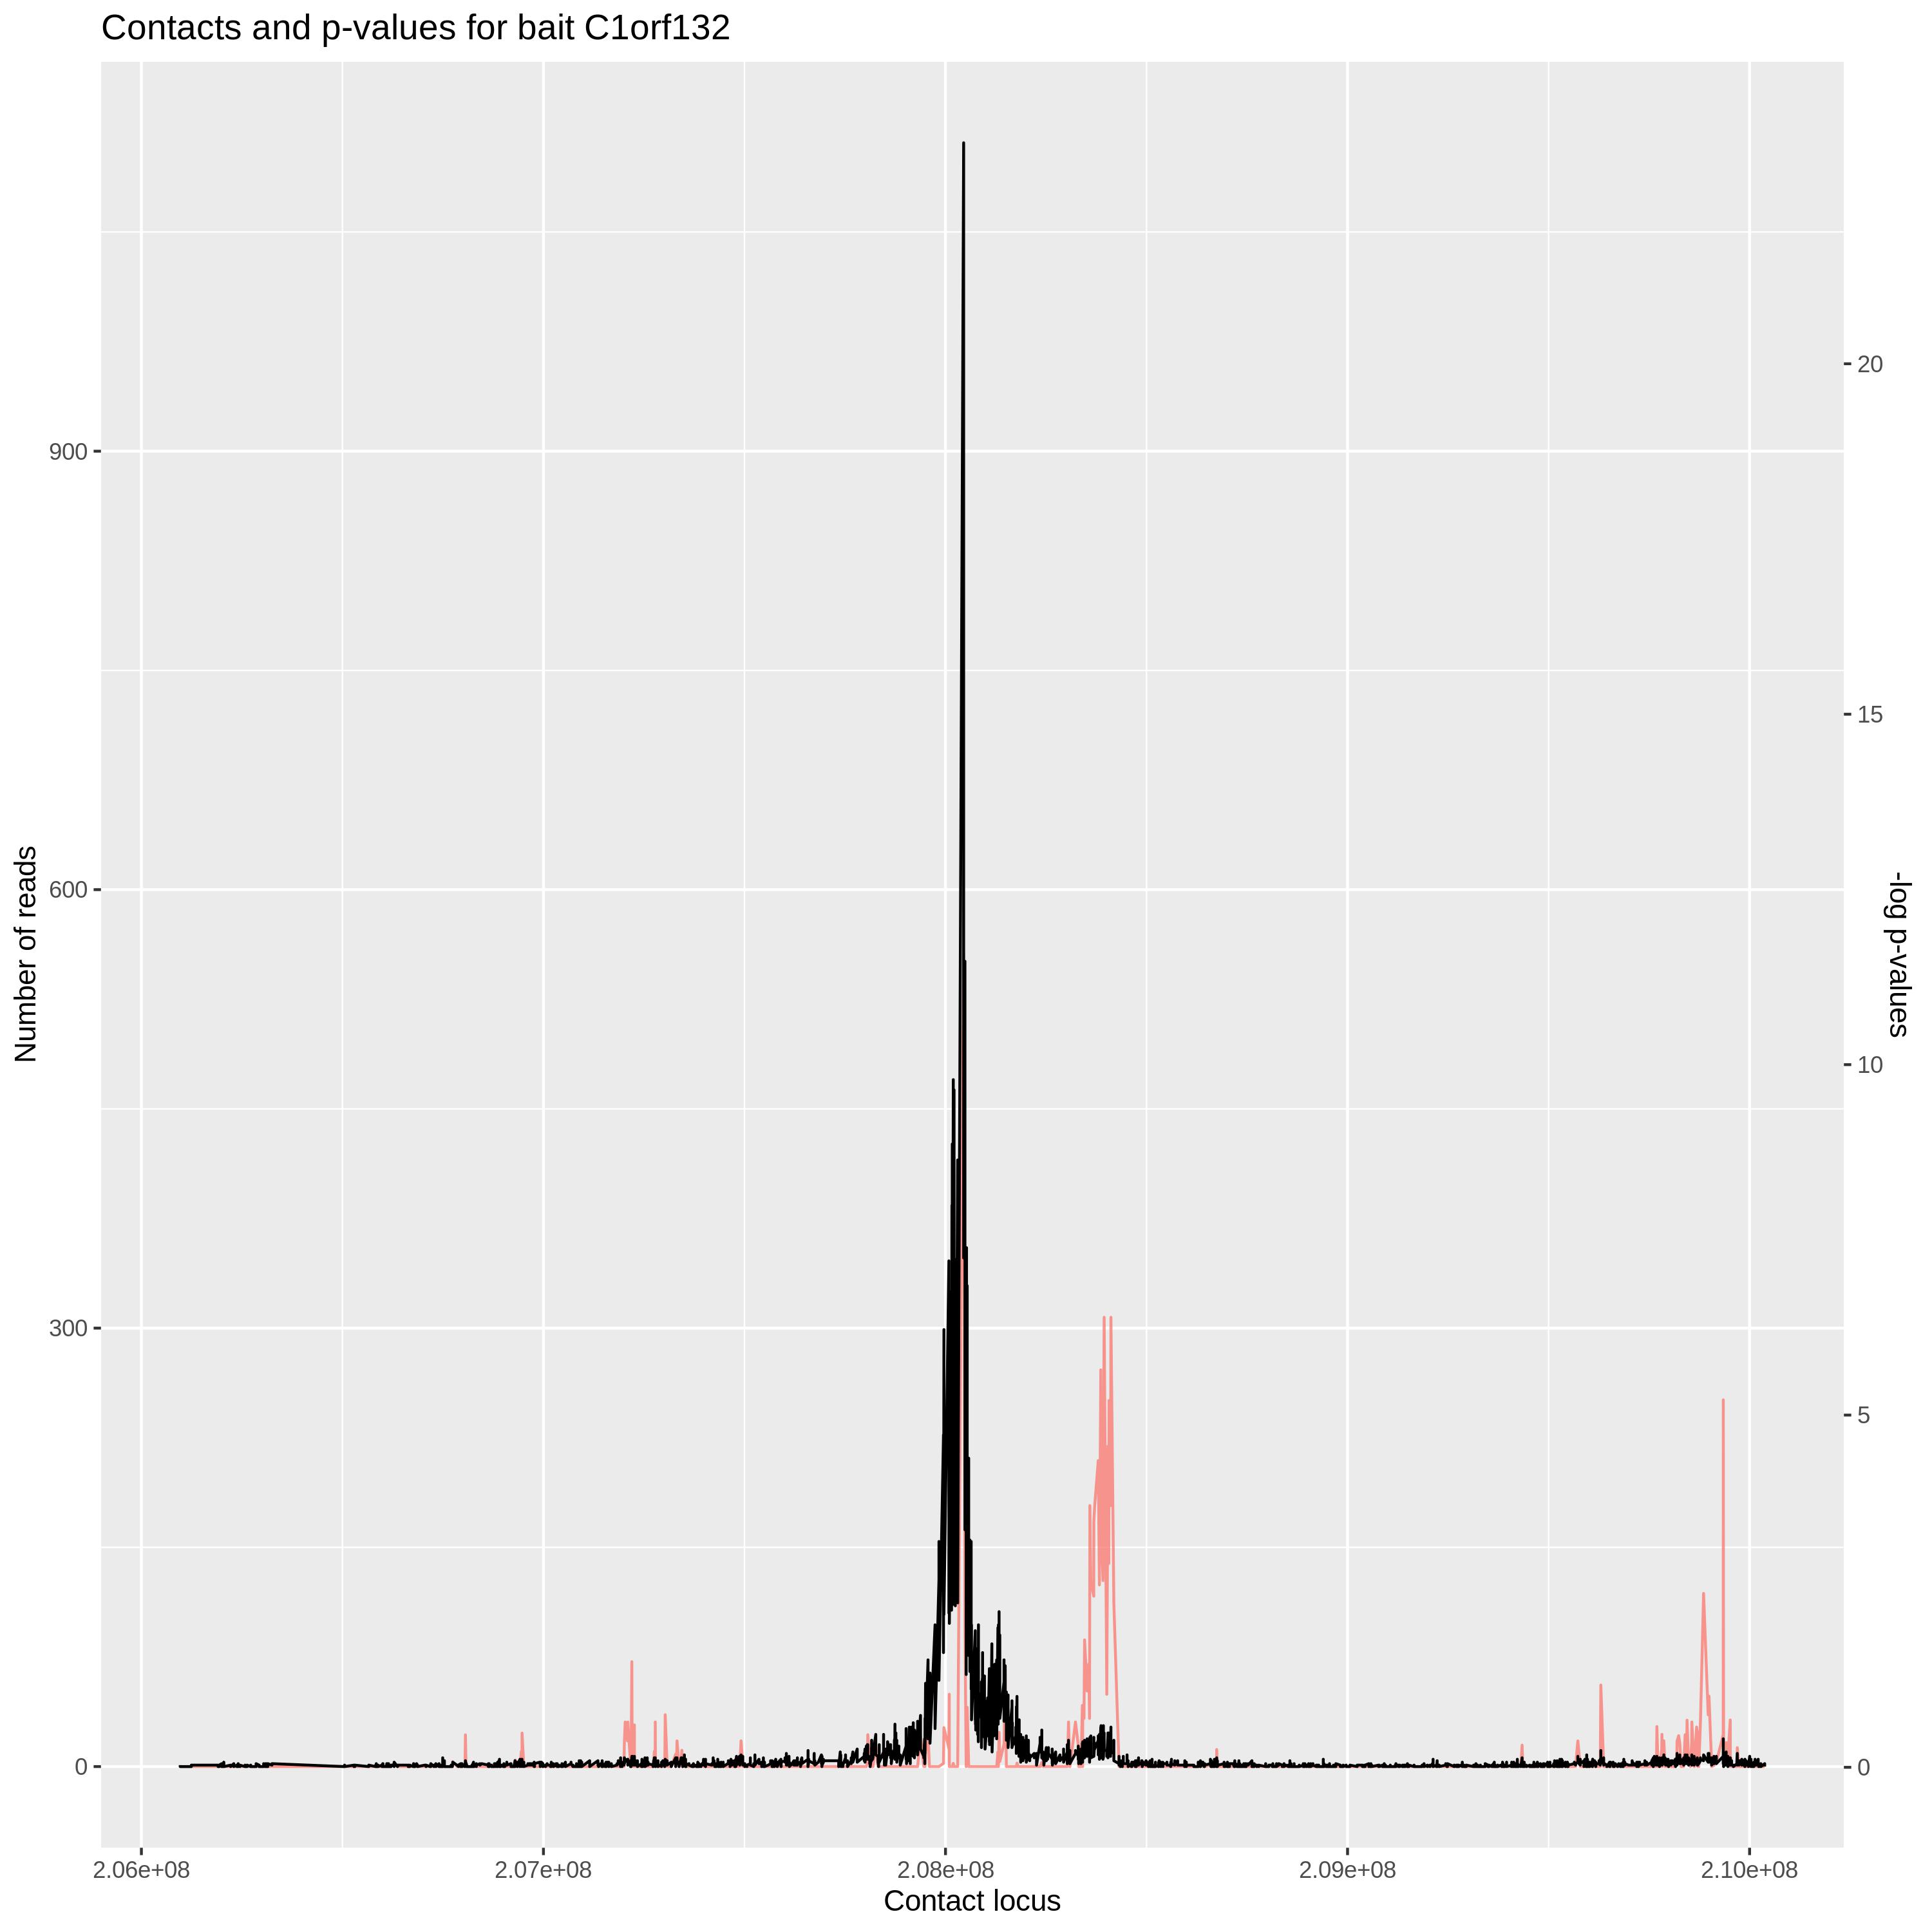 Contacts and p-values for bait C1orf132
900
600
300
0
Number of reads
20
15
10
5
0
-log p-values
2.06e+08 2.07e+08 2.08e+08 2.09e+08 2.10e+08
Contact locus